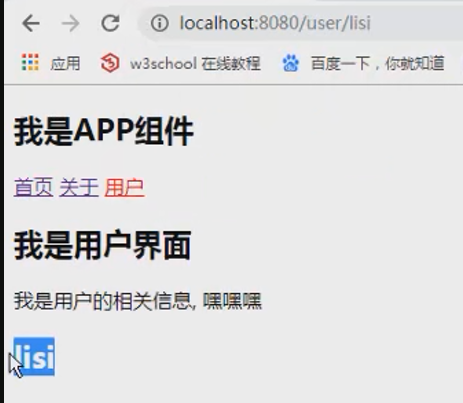 localhost:8080/user/lisi
应用 w3school 在线教程 百度一下，你就知道
我是APP组件
首页 关于 用户
我是用户界面
我是用户的相关信息, 嘿嘿嘿
lisi